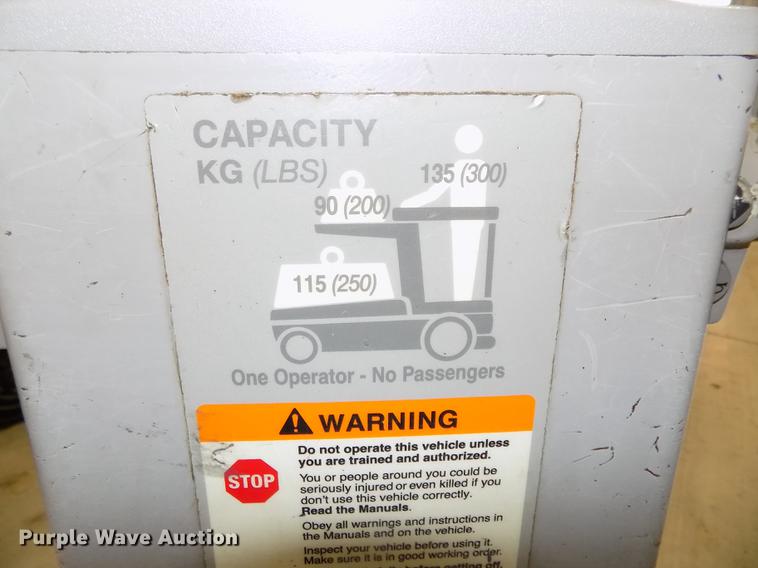 CAPACITY
KG (LBS)
135 (300)
90 (200)
115 (250)
One Operator - No Passengers
WARNING
Do not operate this vehicle unless
you are trained and authorized.
STOP
You or people around you could be
seriously injured or even killed if you
don't use this vehicle correctly.
Read the Manuals.
Obey all warnings and instructions in
the Manuals and on the vehicle.
Inspect your vehicle before using it.
Make sure it is in good working order.
before getting off,
Purple Wave Auction